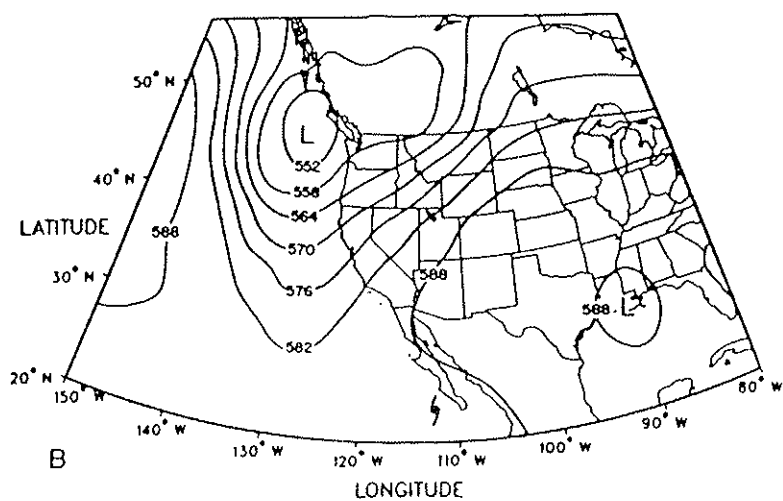 50° N
L
552
40° N
558
564
LATITUDE
588
570
588
30° N
576
588
L
582
20° N
150° W
80° W
140° W
90° W
130° W
100° W
120° W
110° W
B
LONGITUDE